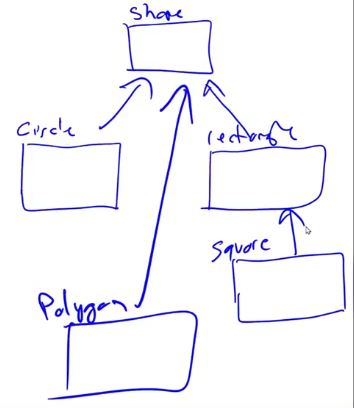 Shape
Circle
rectangle
Square
Polygon